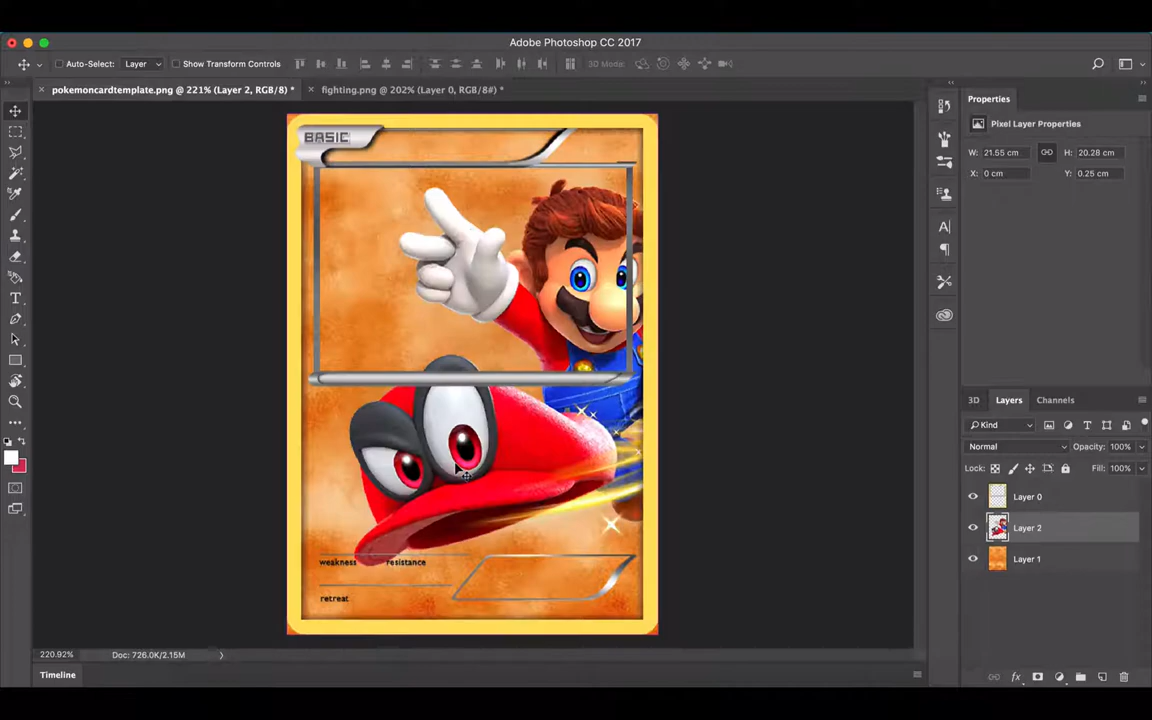 Adobe Photoshop CC 2017
Auto-Select: Layer Show Transform Controls 3D Mode:
pokemoncardtemplate.png @ 221% (Layer 2, RGB/8) * fighting.png @ 202% (Layer 0, RGB/8#) *
Properties
Pixel Layer Properties
W: 21.55 cm H: 20.28 cm
X: 0 cm Y: 0.25 cm
BASIC
weakness resistance
retreat
3D Layers Channels
Kind
Normal Opacity: 100%
Lock: Fill: 100%
Layer 0
Layer 2
Layer 1
fx
220.92% Doc: 726.0K/2.15M
Timeline